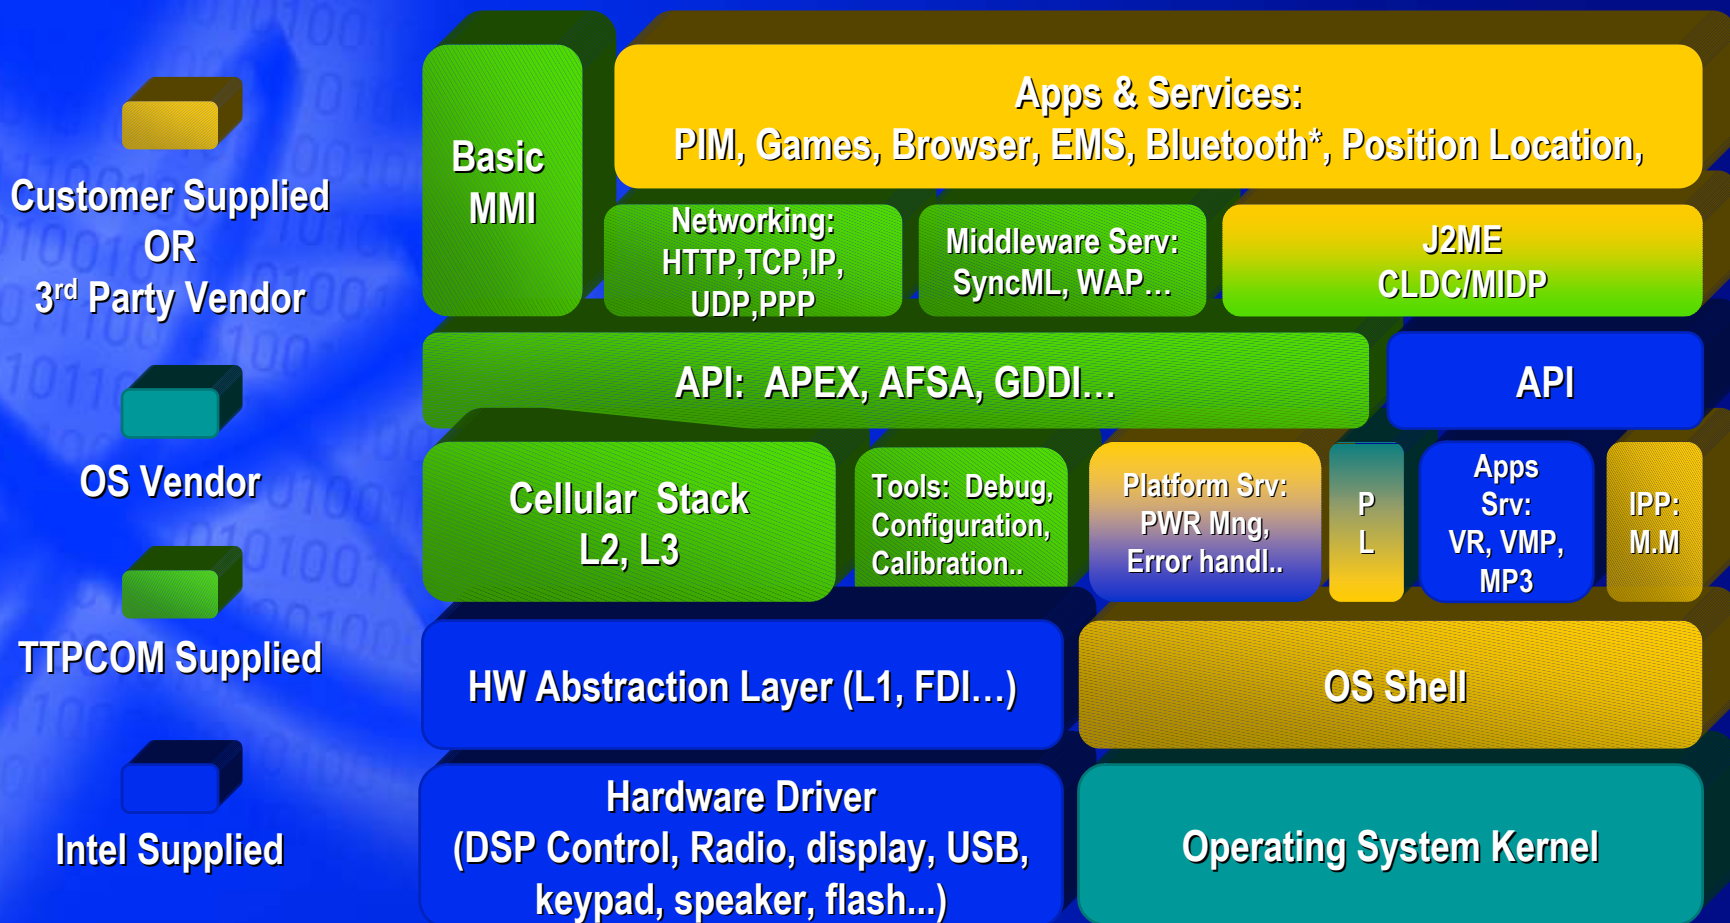 Customer Supplied
OR
3rd Party Vendor
OS Vendor
TTPCOM Supplied
Intel Supplied
Basic
MMI
Apps & Services:
PIM, Games, Browser, EMS, Bluetooth*, Position Location,
Networking:
HTTP,TCP,IP,
UDP,PPP
Middleware Serv:
SyncML, WAP…
J2ME
CLDC/MIDP
API: APEX, AFSA, GDDI…
API
Cellular Stack
L2, L3
Tools: Debug,
Configuration,
Calibration..
Platform Srv:
PWR Mng,
Error handl..
P
L
Apps
Srv:
VR, VMP,
MP3
IPP:
M.M
HW Abstraction Layer (L1, FDI…)
OS Shell
Hardware Driver
(DSP Control, Radio, display, USB,
keypad, speaker, flash...)
Operating System Kernel